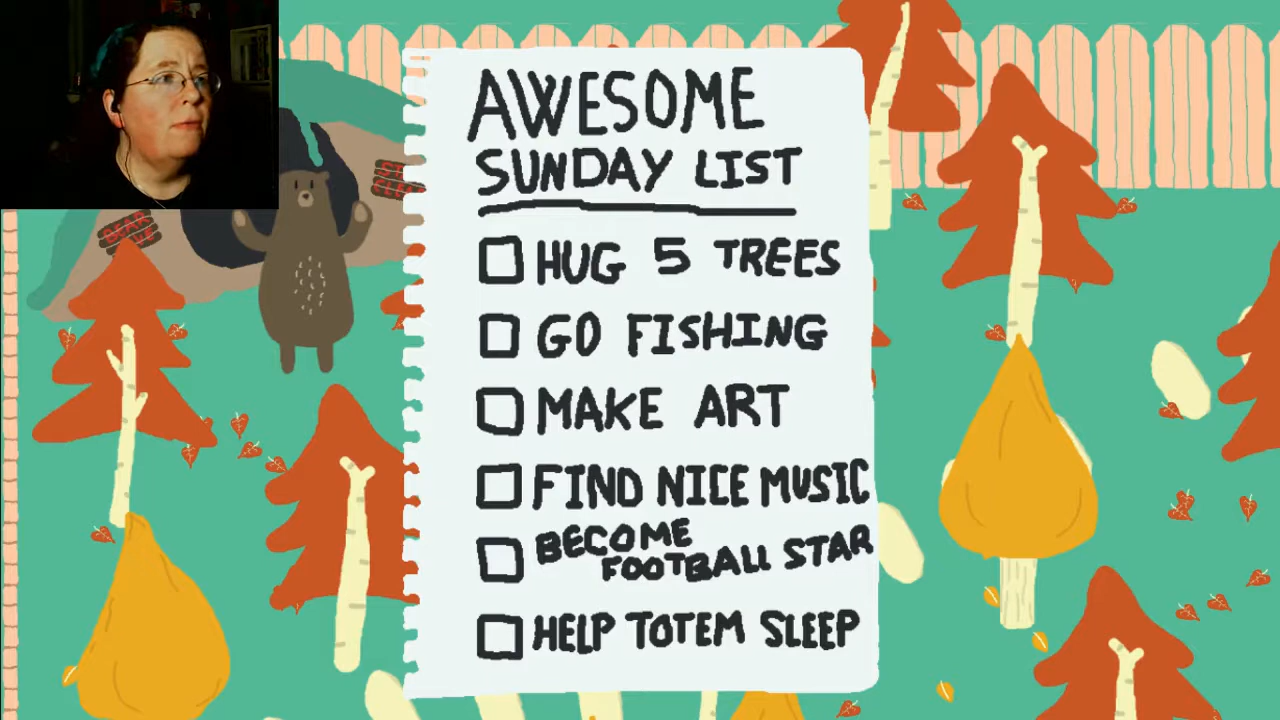 AWESOME
SUNDAY LIST
HUG 5 TREES
GO FISHING
MAKE ART
FIND NICE MUSIC
BECOME
FOOTBALL STAR
HELP TOTEM SLEEP
BEAR